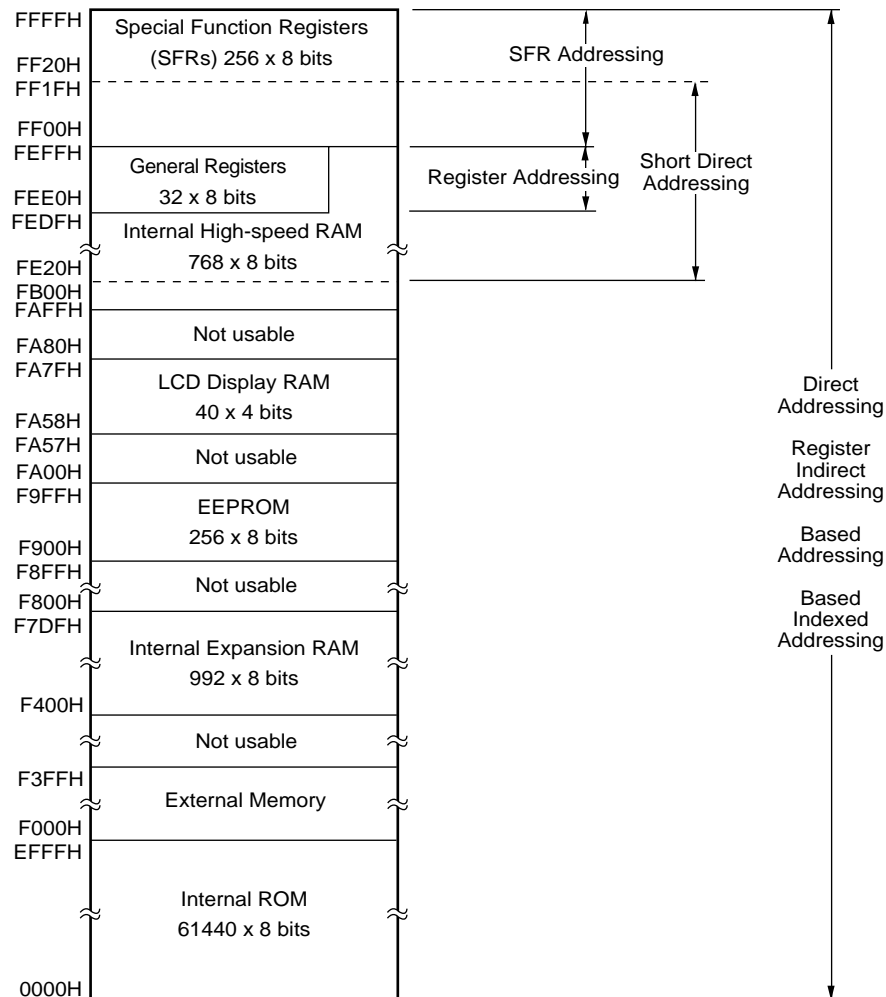 FFFFH
Special Function Registers
(SFRs) 256 x 8 bits
SFR Addressing
FF20H
FF1FH
FF00H
FEFFH
General Registers
32 x 8 bits
Register Addressing
Short Direct
Addressing
FEE0H
FEDFH
Internal High-speed RAM
768 x 8 bits
FE20H
FB00H
FAFFH
Not usable
FA80H
FA7FH
LCD Display RAM
40 x 4 bits
FA58H
FA57H
Not usable
FA00H
F9FFH
EEPROM
256 x 8 bits
F900H
F8FFH
Not usable
F800H
F7DFH
Internal Expansion RAM
992 x 8 bits
F400H
Not usable
F3FFH
External Memory
F000H
EFFFH
Internal ROM
61440 x 8 bits
0000H
Direct
Addressing
Register
Indirect
Addressing
Based
Addressing
Based
Indexed
Addressing